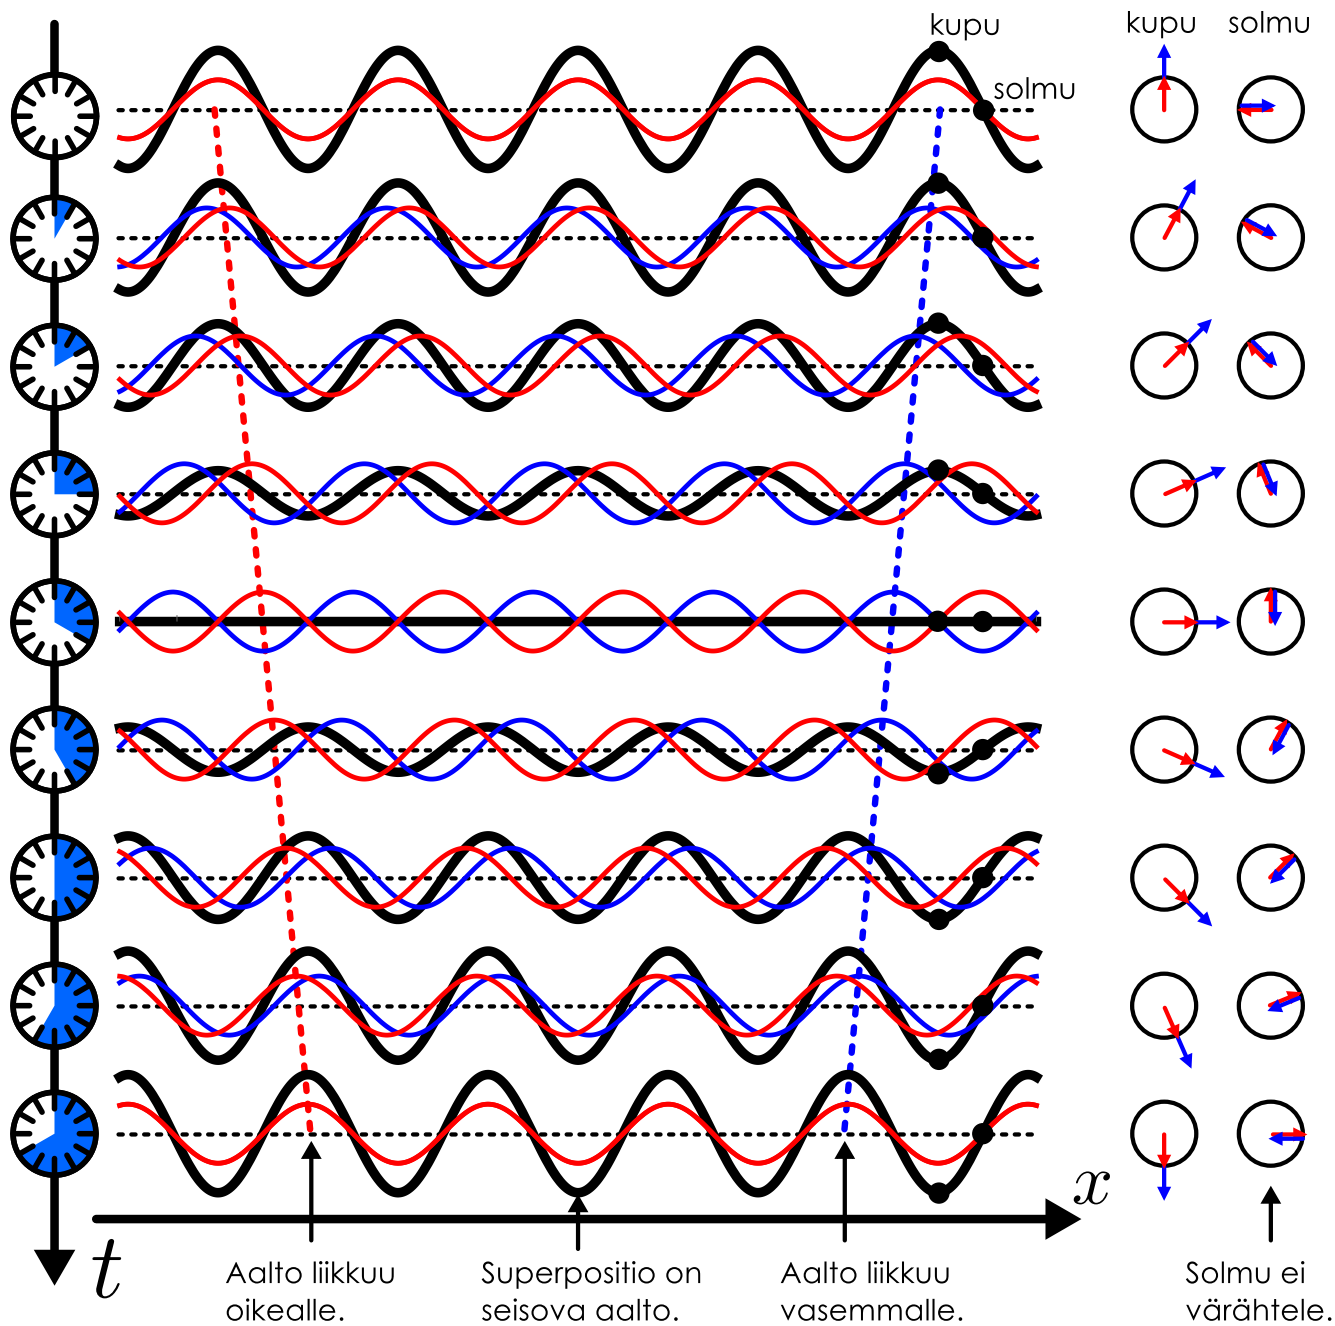 kupu
solmu
kupu
solmu
x
t
Aalto liikkuu
oikealle.
Superpositio on
seisova aalto.
Aalto liikkuu
vasemmalle.
Solmu ei
värähtele.